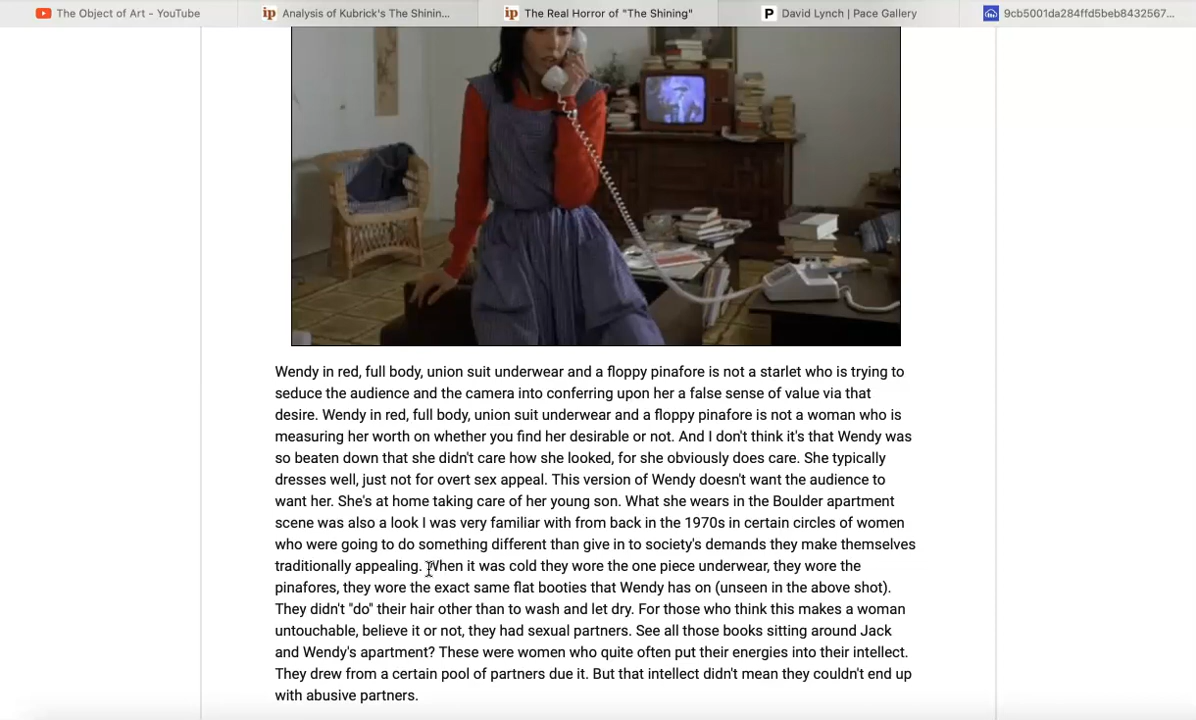 The Object of Art - YouTube
ip Analysis of Kubrick's The Shinin...
ip The Real Horror of "The Shining"
P David Lynch | Pace Gallery
9cb5001da284ffd5beb8432567...
Wendy in red, full body, union suit underwear and a floppy pinafore is not a starlet who is trying to
seduce the audience and the camera into conferring upon her a false sense of value via that
desire. Wendy in red, full body, union suit underwear and a floppy pinafore is not a woman who is
measuring her worth on whether you find her desirable or not. And I don't think it's that Wendy was
so beaten down that she didn't care how she looked, for she obviously does care. She typically
dresses well, just not for overt sex appeal. This version of Wendy doesn't want the audience to
want her. She's at home taking care of her young son. What she wears in the Boulder apartment
scene was also a look I was very familiar with from back in the 1970s in certain circles of women
who were going to do something different than give in to society's demands they make themselves
traditionally appealing. When it was cold they wore the one piece underwear, they wore the
pinafores, they wore the exact same flat booties that Wendy has on (unseen in the above shot).
They didn't "do" their hair other than to wash and let dry. For those who think this makes a woman
untouchable, believe it or not, they had sexual partners. See all those books sitting around Jack
and Wendy's apartment? These were women who quite often put their energies into their intellect.
They drew from a certain pool of partners due it. But that intellect didn't mean they couldn't end up
with abusive partners.